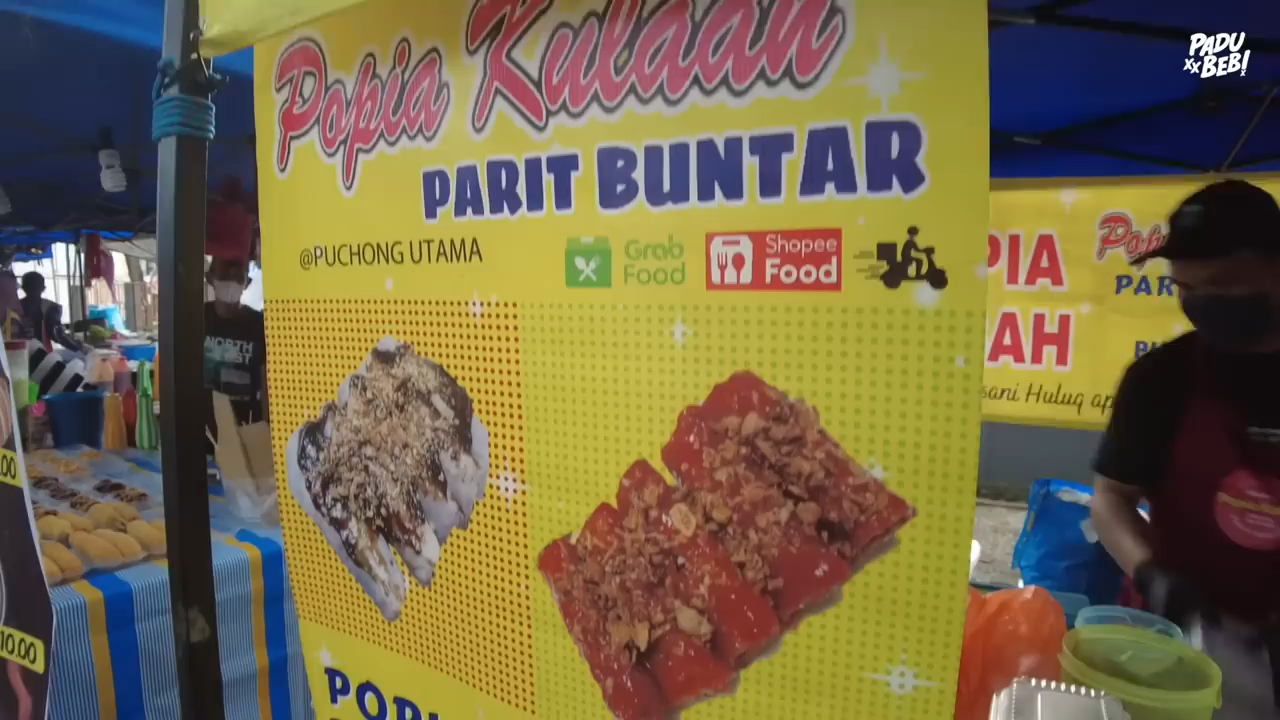 Popia Kulaan
PARIT BUNTAR
@PUCHONG UTAMA
Grab
Food
Shopee
Food
PADU
xx BEB!
NORTH
.00
10.00
PIA
AH
PAR